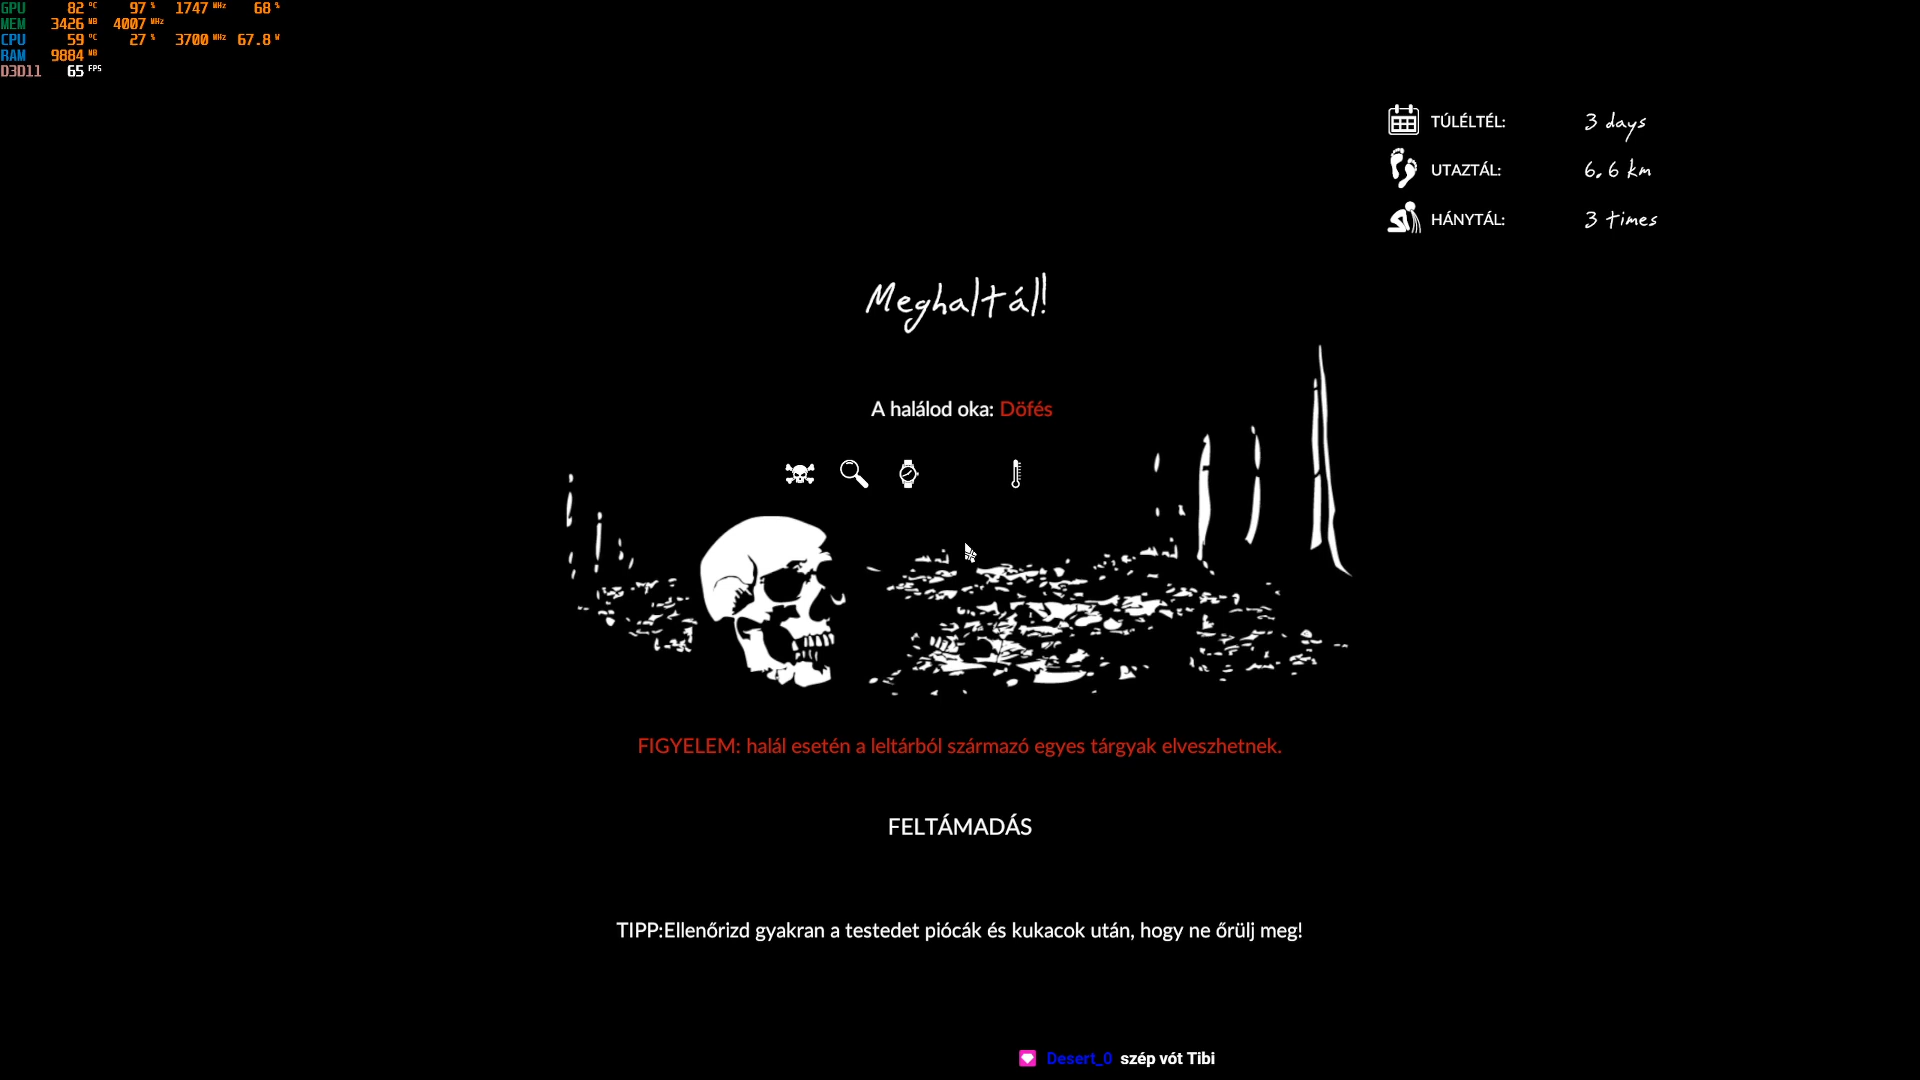 GPU 82 °C 97 % 1747 MHz 68 %
MEM 3426 MB 4007 MHz
CPU 59 °C 27 % 3700 MHz 67.8 W
RAM 9884 MB
D3D11 65 FPS
TÚLÉLTÉL: 3 days
UTAZTÁL: 6.6 km
HÁNYTÁL: 3 times
Meghaltál!
A halálod oka: Döfés
FIGYELEM: halál esetén a leltárból származó egyes tárgyak elveszhetnek.
FELTÁMADÁS
TIPP:Ellenőrizd gyakran a testedet piócák és kukacok után, hogy ne őrülj meg!
Desert_0 szép vót Tibi